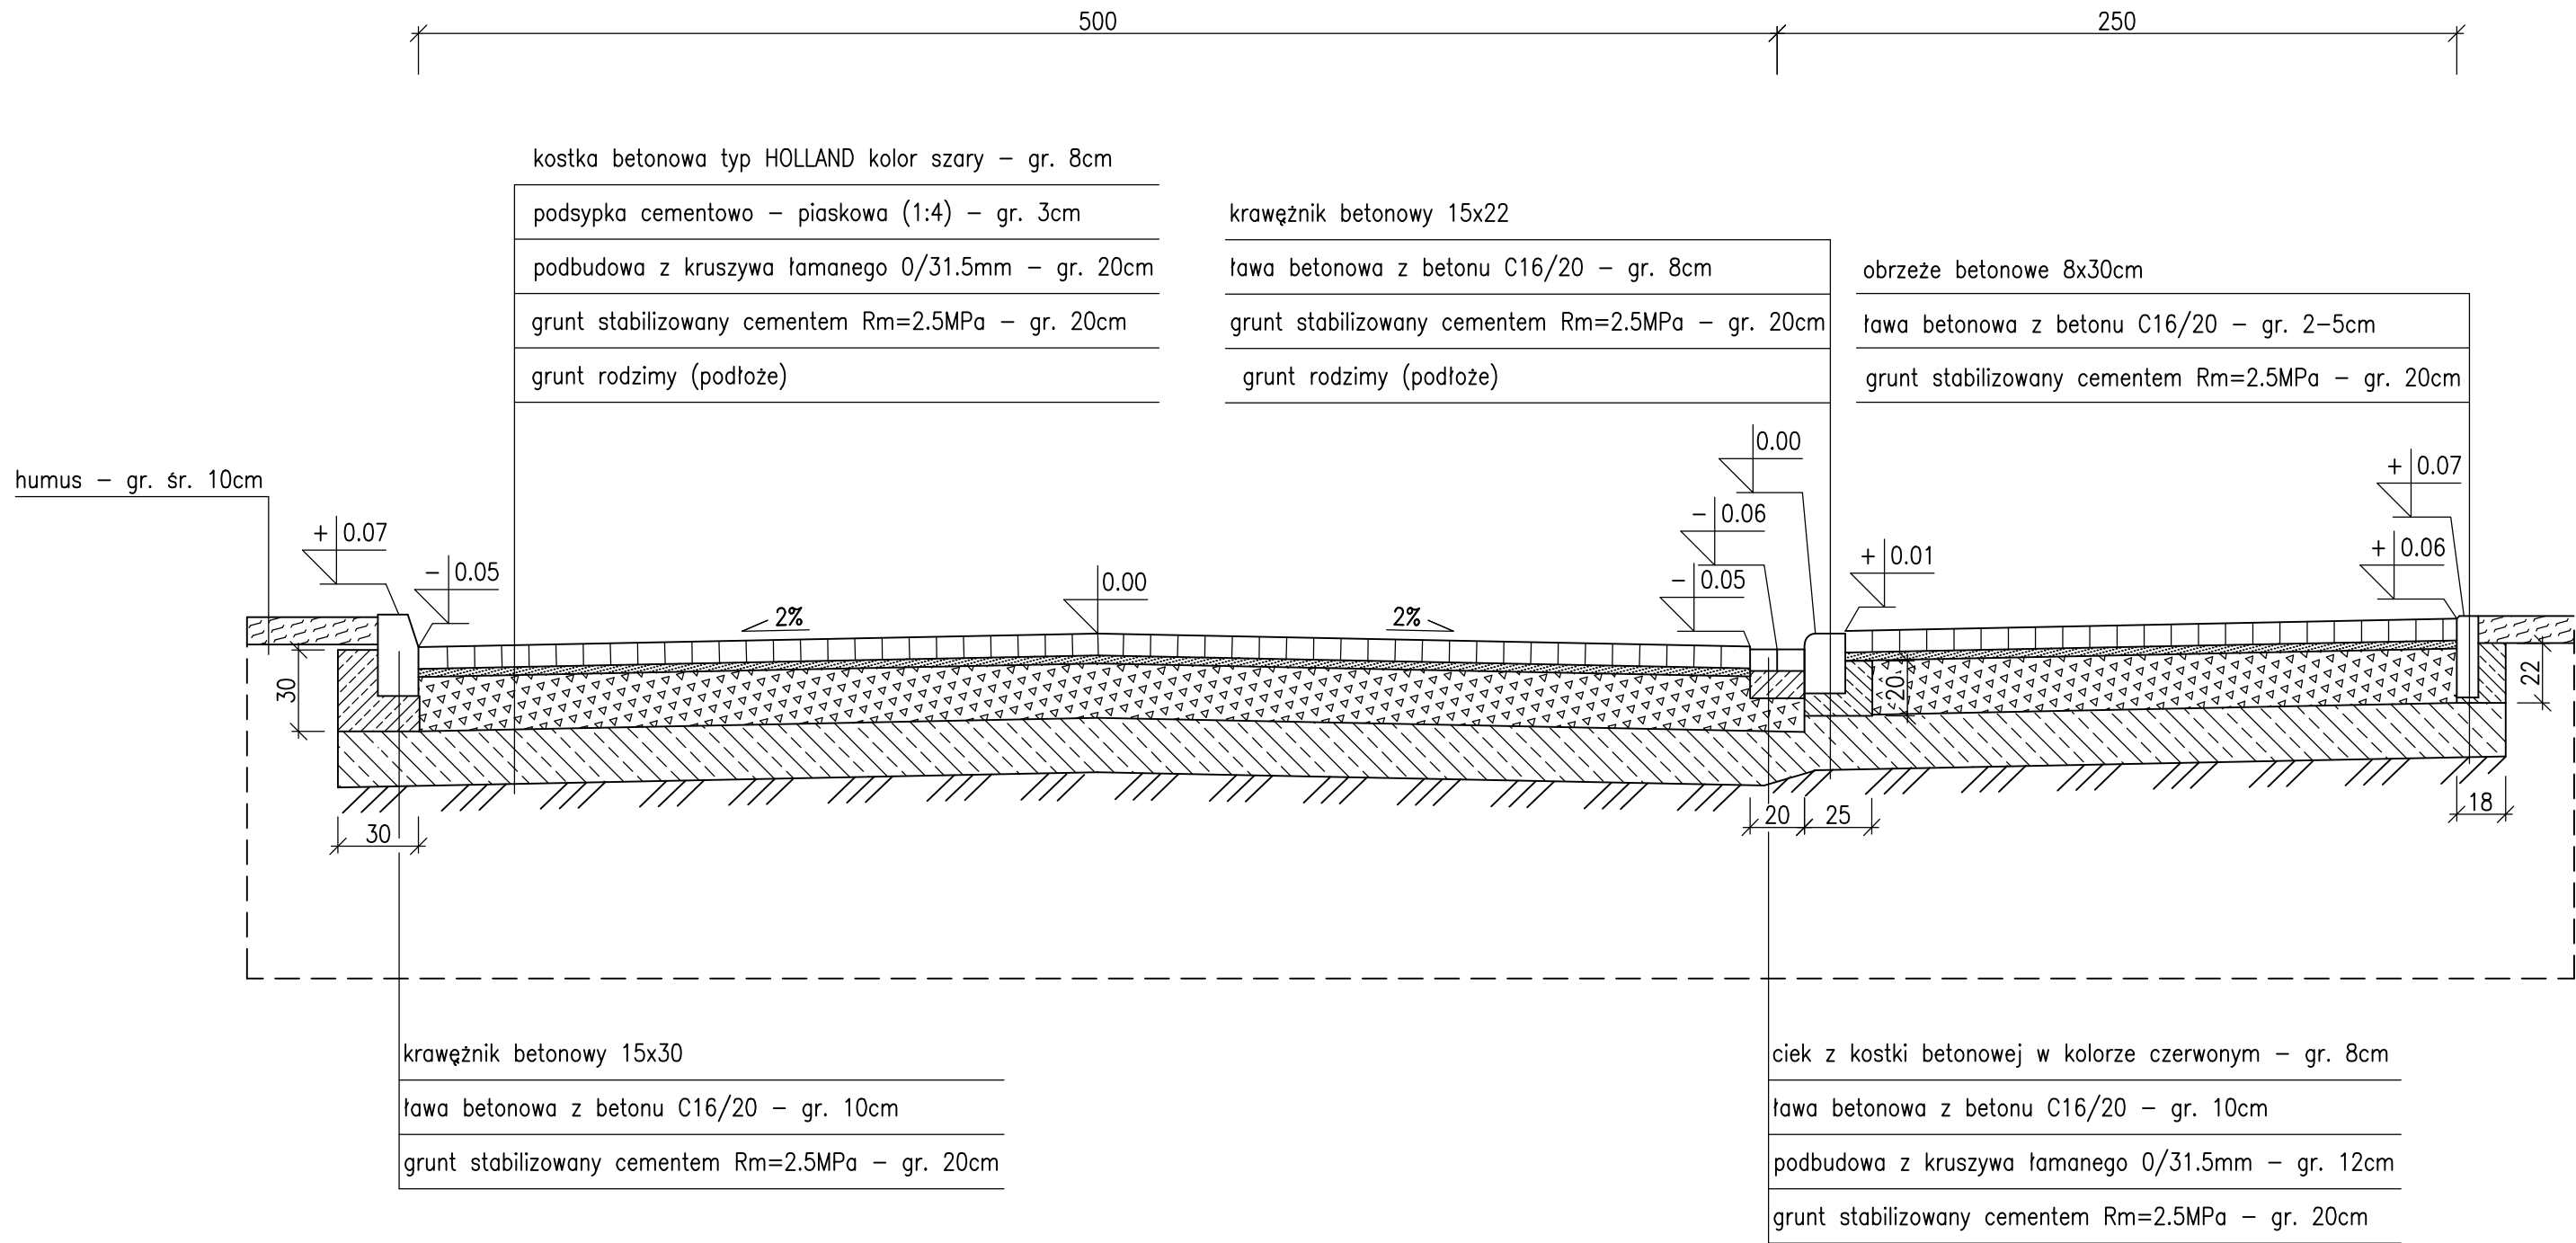 500
250
kostka betonowa typ HOLLAND kolor szary – gr. 8cm
podsypka cementowo – piaskowa (1:4) – gr. 3cm
podbudowa z kruszywa łamanego 0/31.5mm – gr. 20cm
grunt stabilizowany cementem Rm=2.5MPa – gr. 20cm
grunt rodzimy (podłoże)
krawężnik betonowy 15x22
ława betonowa z betonu C16/20 – gr. 8cm
grunt stabilizowany cementem Rm=2.5MPa – gr. 20cm
grunt rodzimy (podłoże)
obrzeże betonowe 8x30cm
ława betonowa z betonu C16/20 – gr. 2–5cm
grunt stabilizowany cementem Rm=2.5MPa – gr. 20cm
humus – gr. śr. 10cm
+ 0.07
– 0.05
2%
0.00
2%
0.00
– 0.06
– 0.05
+ 0.01
+ 0.07
+ 0.06
30
20
22
30
20
25
18
krawężnik betonowy 15x30
ława betonowa z betonu C16/20 – gr. 10cm
grunt stabilizowany cementem Rm=2.5MPa – gr. 20cm
ciek z kostki betonowej w kolorze czerwonym – gr. 8cm
ława betonowa z betonu C16/20 – gr. 10cm
podbudowa z kruszywa łamanego 0/31.5mm – gr. 12cm
grunt stabilizowany cementem Rm=2.5MPa – gr. 20cm